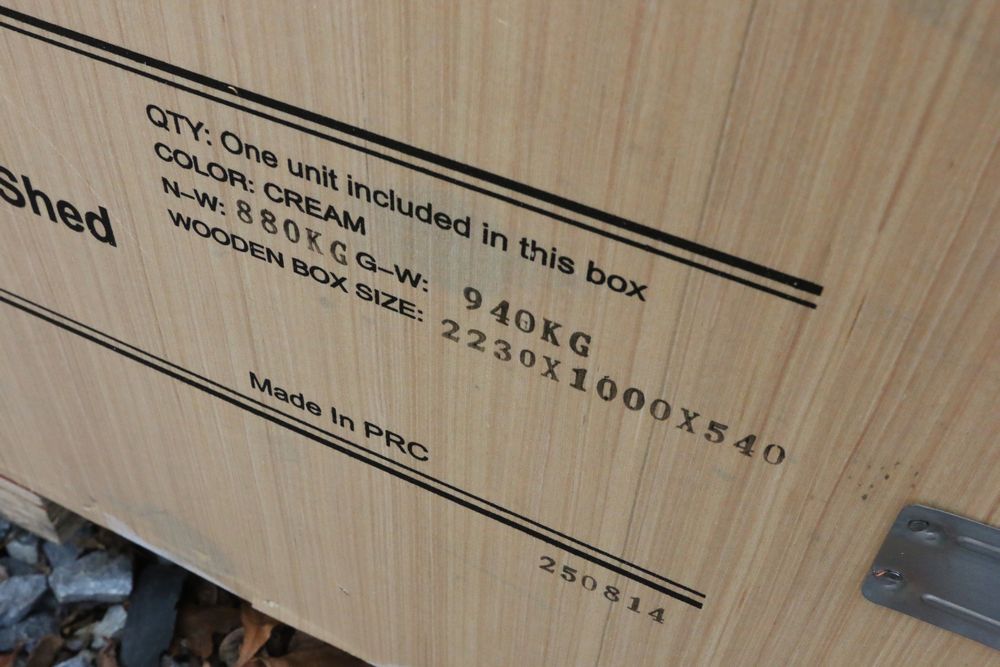 Shed
QTY: One unit included in this box
COLOR: CREAM
N-W: 880KG G-W: 940KG
WOODEN BOX SIZE: 2230X1000X540
Made In PRC
250814